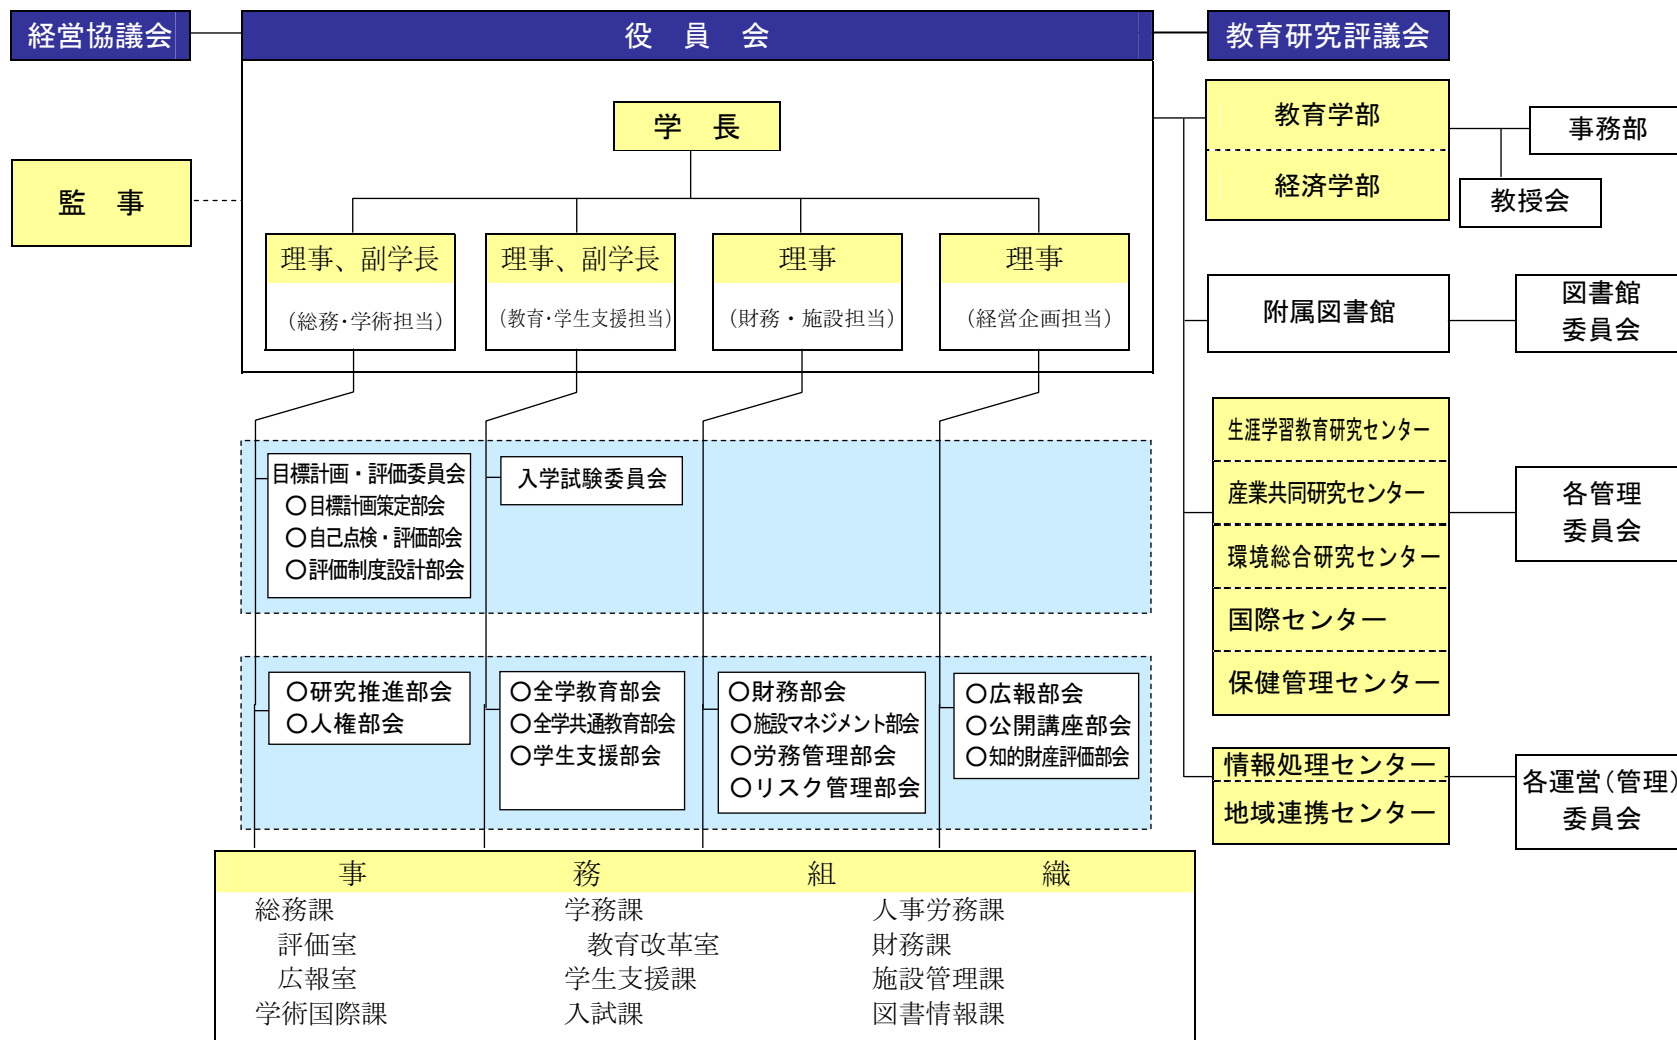 経営協議会
役 員 会
教育研究評議会
学 長
監 事
理事、副学長
(総務・学術担当)
理事、副学長
(教育・学生支援担当)
理事
(財務・施設担当)
理事
(経営企画担当)
教育学部
経済学部
事務部
教授会
附属図書館
図書館
委員会
生涯学習教育研究センター
産業共同研究センター
環境総合研究センター
国際センター
保健管理センター
各管理
委員会
情報処理センター
地域連携センター
各運営(管理)
委員会
目標計画・評価委員会
○目標計画策定部会
○自己点検・評価部会
○評価制度設計部会
入学試験委員会
○研究推進部会
○人権部会
○全学教育部会
○全学共通教育部会
○学生支援部会
○財務部会
○施設マネジメント部会
○労務管理部会
○リスク管理部会
○広報部会
○公開講座部会
○知的財産評価部会
事 務 組 織
総務課
評価室
広報室
学術国際課
学務課
教育改革室
学生支援課
入試課
人事労務課
財務課
施設管理課
図書情報課